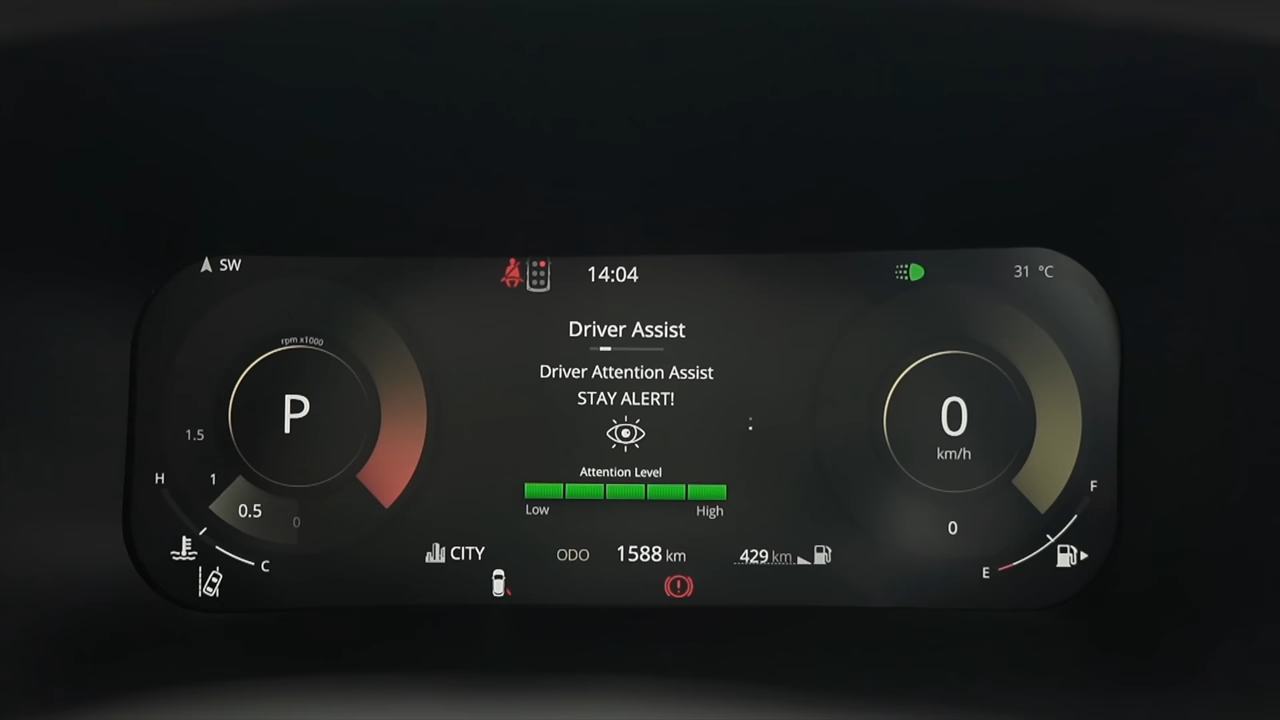 SW
14:04
31 °C
rpm x1000
Driver Assist
Driver Attention Assist
STAY ALERT!
P
0
km/h
1.5
1
0.5
0
H
C
Attention Level
Low
High
F
E
0
CITY
ODO
1588 km
429 km